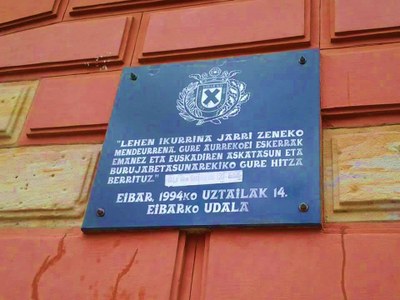 "LEHEN IKURRINA JARRI ZENEKO
MENDEURRENA, GURE AURREKOEI ESKERRAK
EMANEZ ETA EUSKADIREN ASKATASUN ETA
BURUJABETASUNAREKIKO GURE HITZA
BERRITUZ."
EIBAR, 1994KO UZTAILAK 14.
EIBARKO UDALA